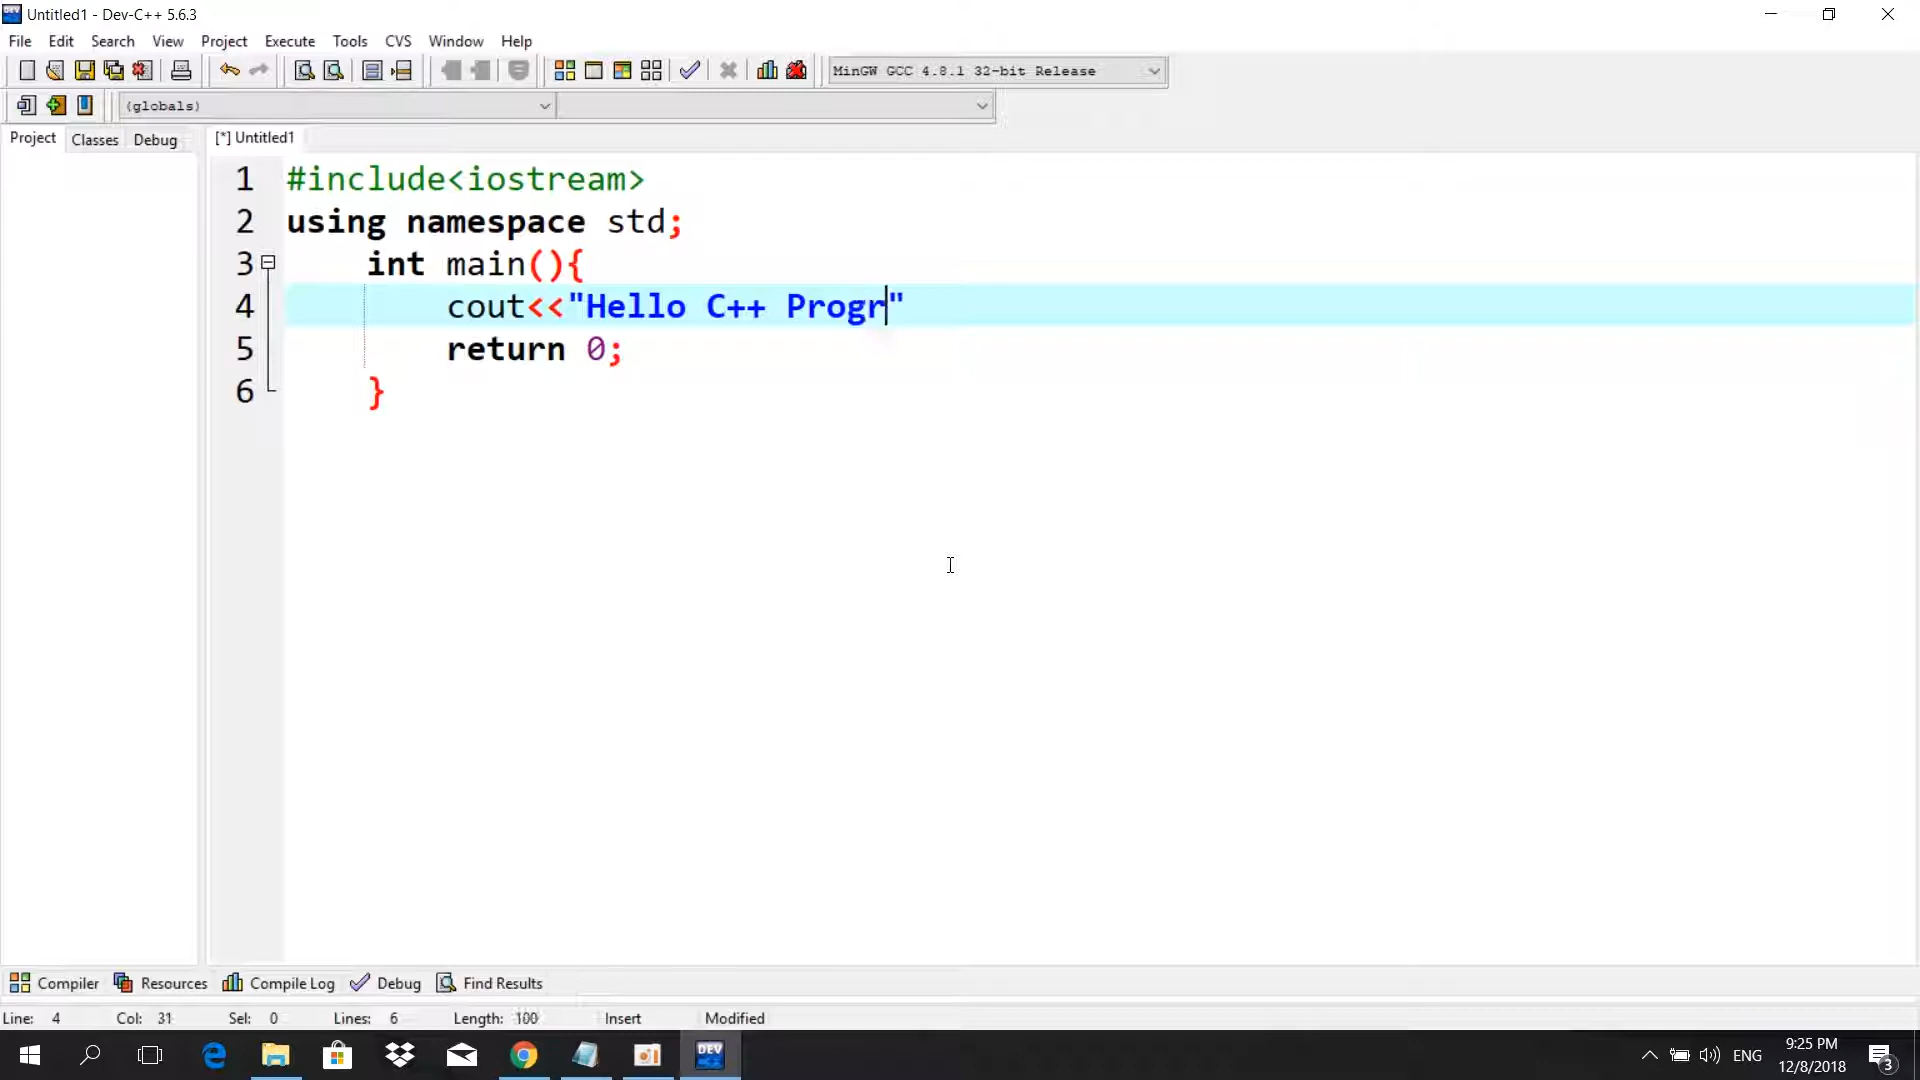 Untitled1 - Dev-C++ 5.6.3
File Edit Search View Project Execute Tools CVS Window Help
MinGW GCC 4.8.1 32-bit Release
(globals)
Project Classes Debug [*] Untitled1
1 #include<iostream>
2 using namespace std;
3 int main(){
4 cout<<"Hello C++ Progr"
5 return 0;
6 }
Compiler Resources Compile Log Debug Find Results
Line: 4 Col: 31 Sel: 0 Lines: 6 Length: 100 Insert Modified
DEV
ENG
9:25 PM
12/8/2018
3